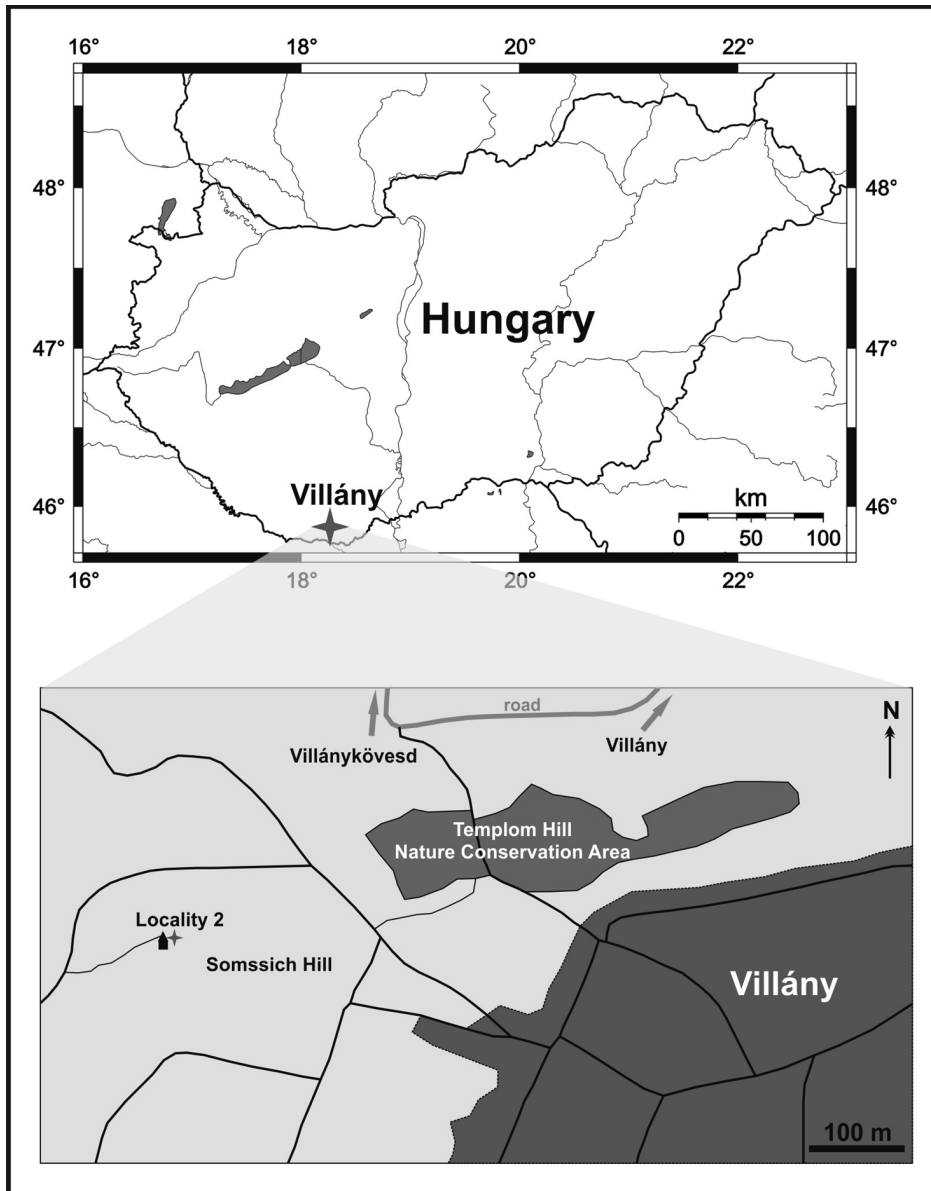 16°
18°
20°
22°
48°
48°
Hungary
47°
47°
Villány
km
46°
46°
0
50
100
16°
18°
20°
22°
road
N
Villánykövesd
Villány
Templom Hill
Nature Conservation Area
Locality 2
Somssich Hill
Villány
100 m